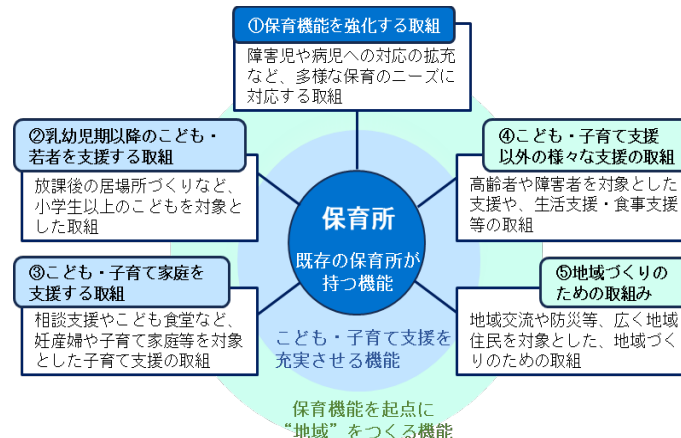 ①保育機能を強化する取組
障害児や病児への対応の拡充
など、多様な保育のニーズに
対応する取組
②乳幼児期以降のこども・
若者を支援する取組
放課後の居場所づくりなど、
小学生以上のこどもを対象と
した取組
③こども・子育て家庭を
支援する取組
相談支援やこども食堂など、
妊産婦や子育て家庭等を対象
とした子育て支援の取組
保育所
既存の保育所が
持つ機能
こども・子育て支援を
充実させる機能
保育機能を起点に
“地域”をつくる機能
④こども・子育て支援
以外の様々な支援の取組
高齢者や障害者を対象とした
支援や、生活支援・食事支援
等の取組
⑤地域づくりの
ための取組み
地域交流や防災等、広く地域
住民を対象とした、地域づく
りのための取組